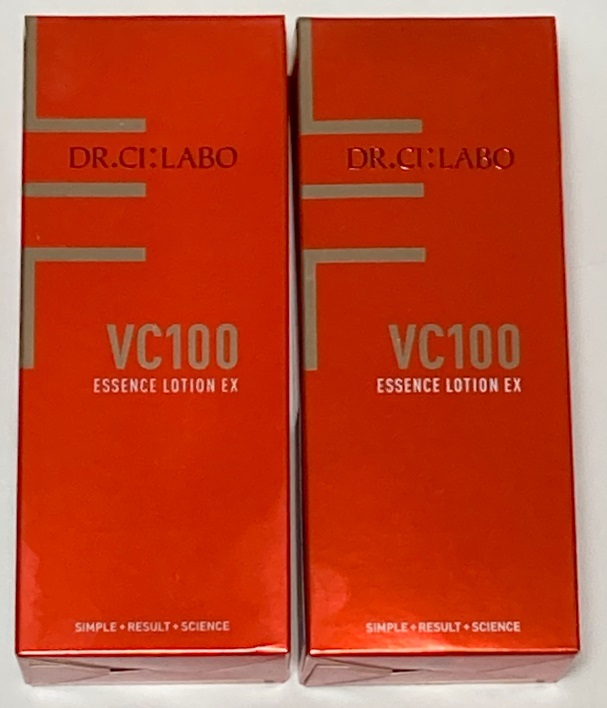 DR.CI:LABO
VC100
ESSENCE LOTION EX
SIMPLE + RESULT + SCIENCE
DR.CI:LABO
VC100
ESSENCE LOTION EX
SIMPLE + RESULT + SCIENCE